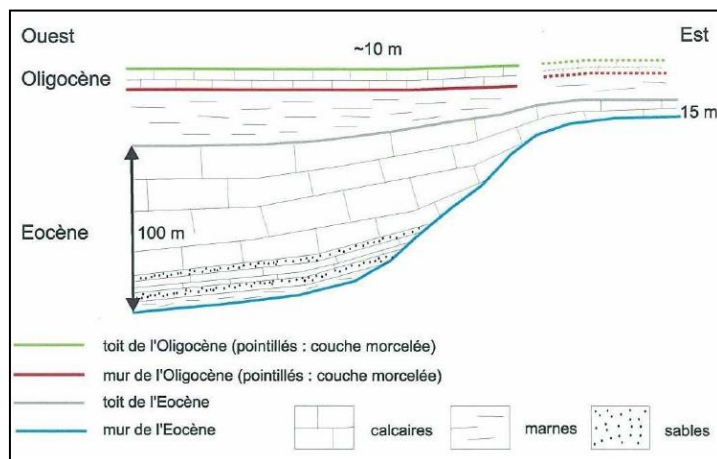 Ouest
Est
~10 m
Oligocène
15 m
Eocène
100 m
toit de l'Oligocène (pointillés : couche morcelée)
mur de l'Oligocène (pointillés : couche morcelée)
toit de l'Eocène
mur de l'Eocène
calcaires
marnes
sables